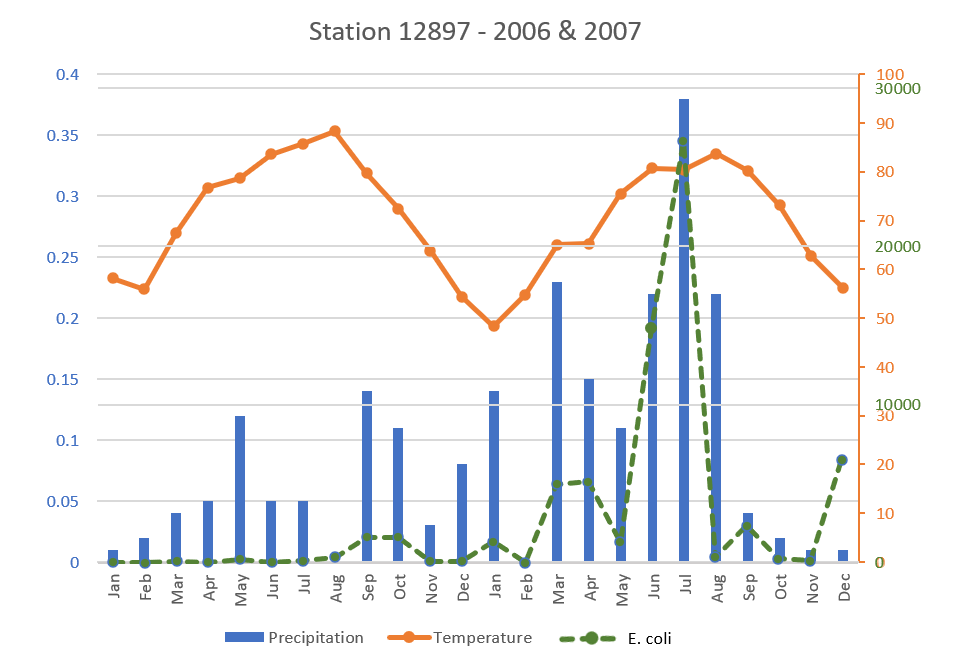 Station 12897 - 2006 & 2007
0.4
0.35
0.3
0.25
0.2
0.15
0.1
0.05
0
100
90
80
70
60
50
40
30
20
10
0
30000
20000
10000
0
Jan
Feb
Mar
Apr
May
Jun
Jul
Aug
Sep
Oct
Nov
Dec
Jan
Feb
Mar
Apr
May
Jun
Jul
Aug
Sep
Oct
Nov
Dec
Precipitation
Temperature
E. coli